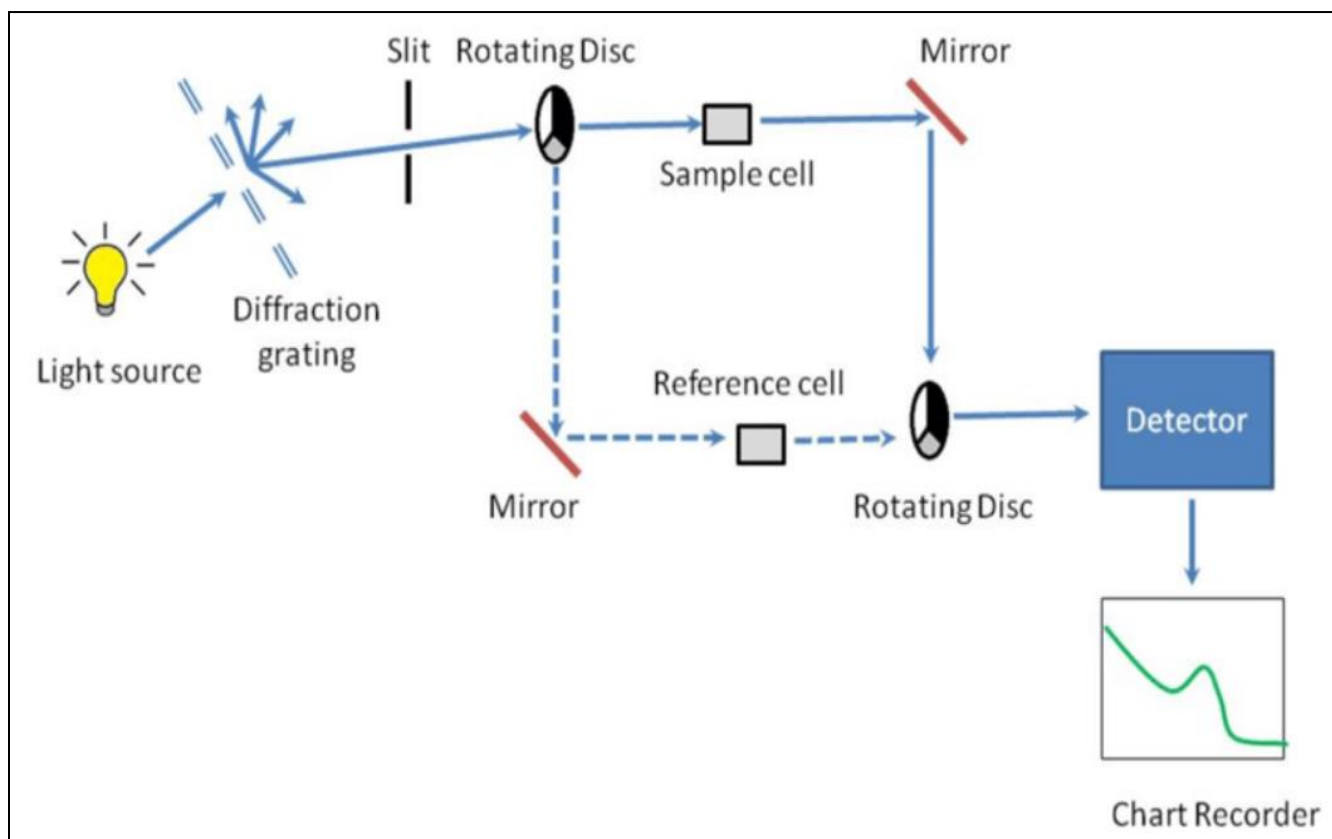 Slit
Rotating Disc
Mirror
Sample cell
Diffraction
grating
Light source
Reference cell
Detector
Mirror
Rotating Disc
Chart Recorder